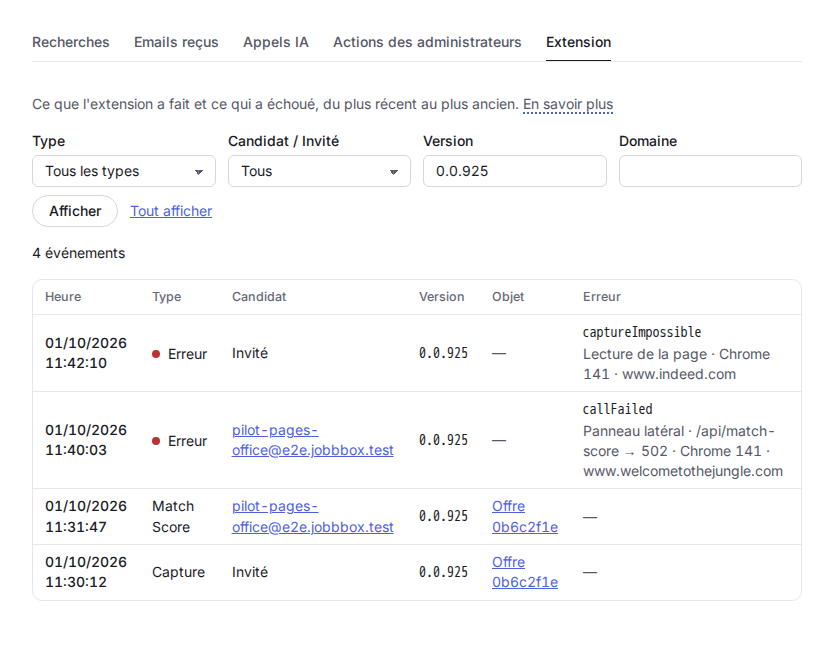 Recherches Emails reçus Appels IA Actions des administrateurs Extension
Ce que l'extension a fait et ce qui a échoué, du plus récent au plus ancien. En savoir plus
Type Candidat / Invité Version Domaine
Tous les types Tous 0.0.925
Afficher Tout afficher
4 événements
Heure Type Candidat Version Objet Erreur
01/10/2026
11:42:10
Erreur
Invité
0.0.925
—
captureImpossible
Lecture de la page · Chrome
141 · www.indeed.com
01/10/2026
11:40:03
Erreur
pilot-pages-
office@e2e.jobbbox.test
0.0.925
—
callFailed
Panneau latéral · /api/match-
score → 502 · Chrome 141 ·
www.welcometothejungle.com
01/10/2026
11:31:47
Match
Score
pilot-pages-
office@e2e.jobbbox.test
0.0.925
Offre
0b6c2f1e
—
01/10/2026
11:30:12
Capture
Invité
0.0.925
Offre
0b6c2f1e
—